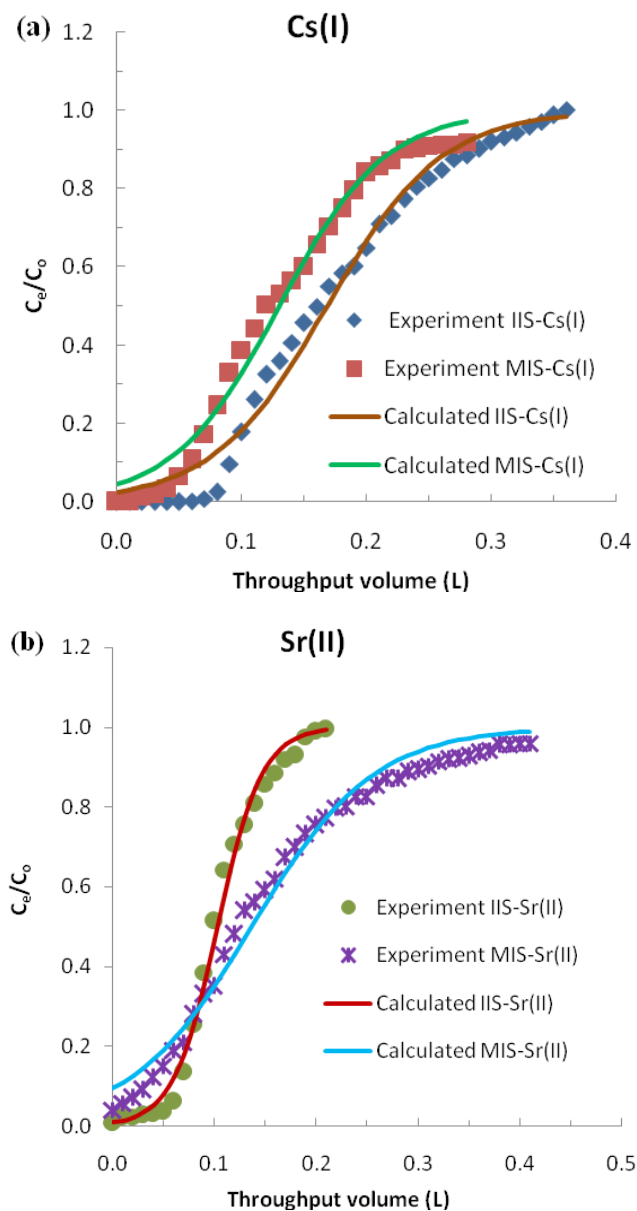 (a)
Cs(I)
1.2
1.0
0.8
0.6
0.4
0.2
0.0
Ce/Co
Experiment IIS-Cs(I)
Experiment MIS-Cs(I)
Calculated IIS-Cs(I)
Calculated MIS-Cs(I)
0.0 0.1 0.2 0.3 0.4
Throughput volume (L)
(b)
Sr(II)
1.2
1.0
0.8
0.6
0.4
0.2
0.0
Ce/Co
Experiment IIS-Sr(II)
Experiment MIS-Sr(II)
Calculated IIS-Sr(II)
Calculated MIS-Sr(II)
0.0 0.1 0.2 0.3 0.4 0.5
Throughput volume (L)